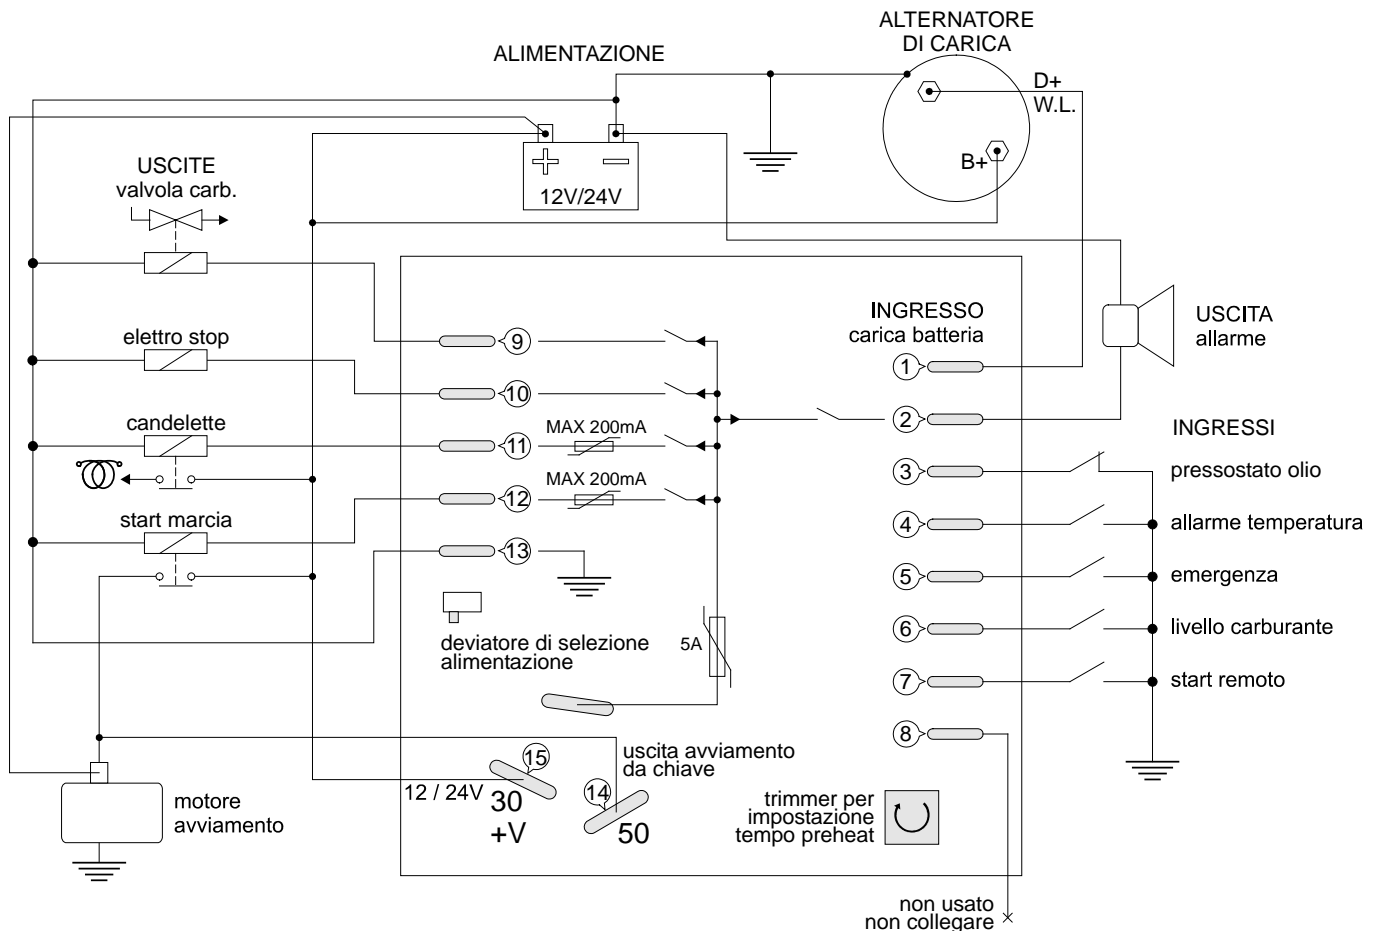 ALTERNATORE
DI CARICA
ALIMENTAZIONE
D+
W.L.
B+
12V/24V
USCITE
valvola carb.
elettro stop
candelette
start marcia
9
10
11
12
13
MAX 200mA
MAX 200mA
INGRESSO
carica batteria
1
2
3
4
5
6
7
8
USCITA
allarme
INGRESSI
pressostato olio
allarme temperatura
emergenza
livello carburante
start remoto
deviatore di selezione
alimentazione
5A
uscita avviamento
da chiave
15
14
12 / 24V
30
+V
50
motore
avviamento
trimmer per
impostazione
tempo preheat
non usato
non collegare